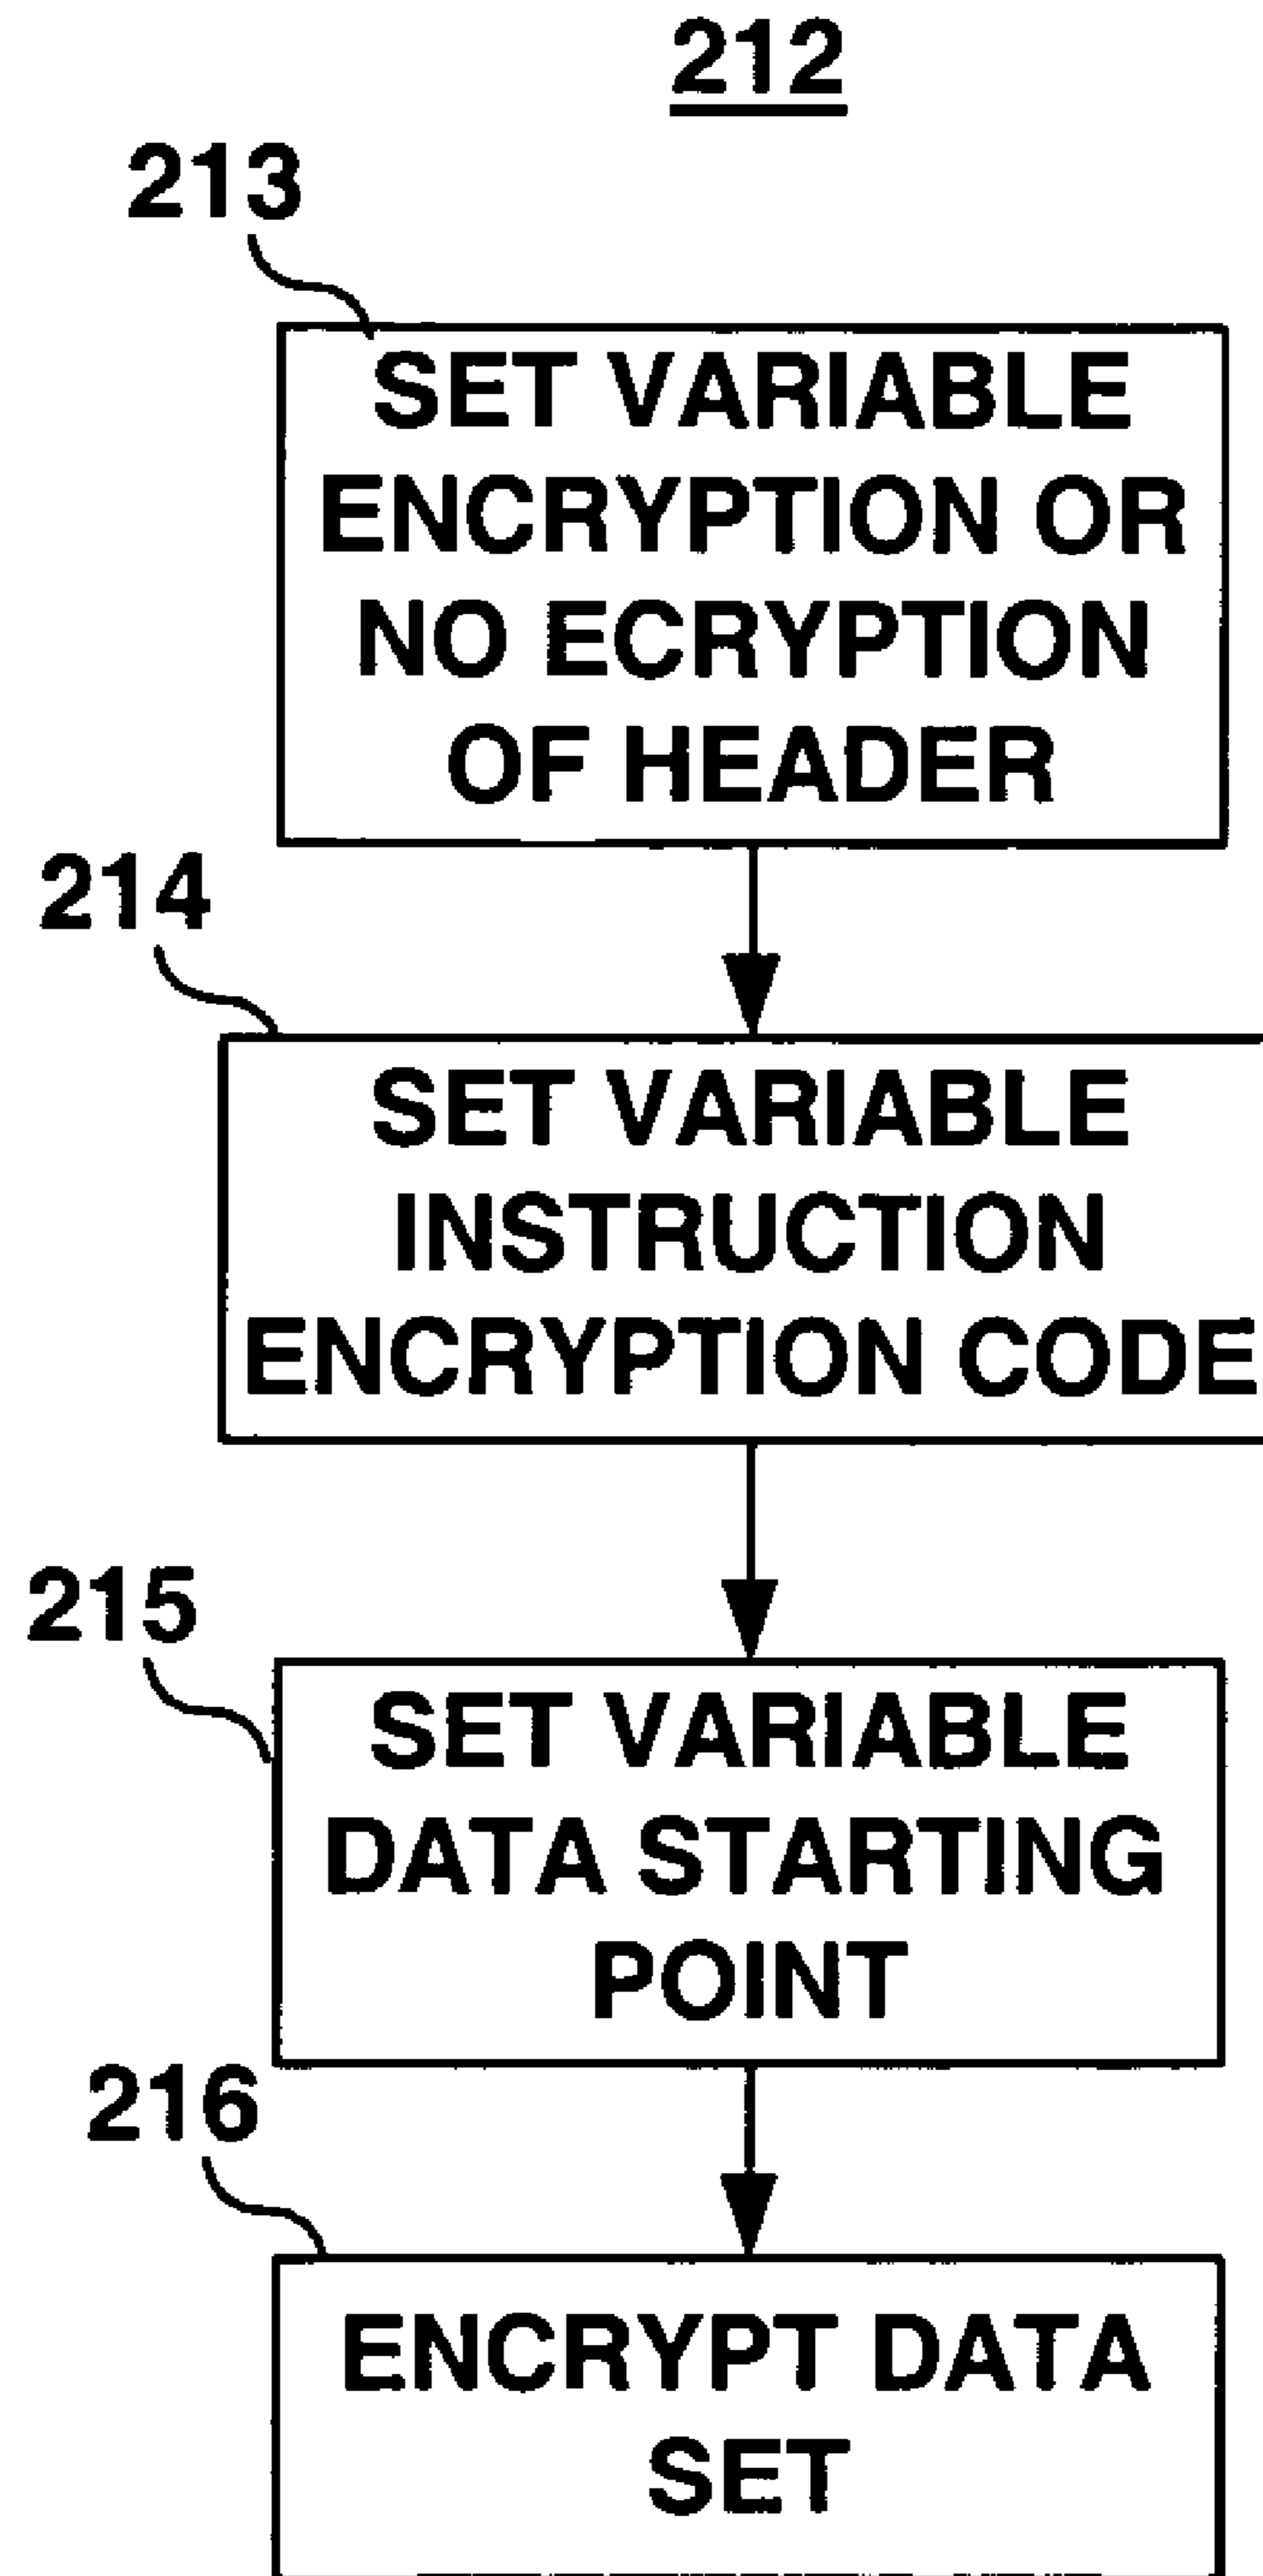 212
213
SET VARIABLE
ENCRYPTION OR
NO ECRYPTION
OF HEADER
214
SET VARIABLE
INSTRUCTION
ENCRYPTION CODE
215
SET VARIABLE
DATA STARTING
POINT
216
ENCRYPT DATA
SET